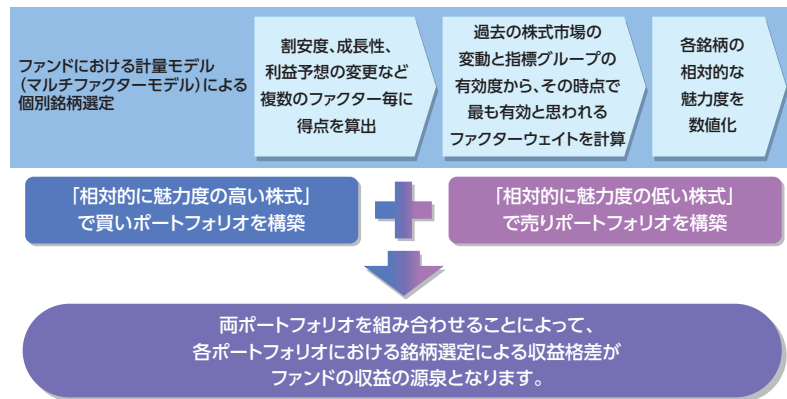 ファンドにおける計量モデル
（マルチファクターモデル）による
個別銘柄選定
割安度、成長性、
利益予想の変更など
複数のファクター毎に
得点を算出
過去の株式市場の
変動と指標グループの
有効度から、その時点で
最も有効と思われる
ファクターウェイトを計算
各銘柄の
相対的な
魅力度を
数値化
「相対的に魅力度の高い株式」
で買いポートフォリオを構築
「相対的に魅力度の低い株式」
で売りポートフォリオを構築
両ポートフォリオを組み合わせることによって、
各ポートフォリオにおける銘柄選定による収益格差が
ファンドの収益の源泉となります。